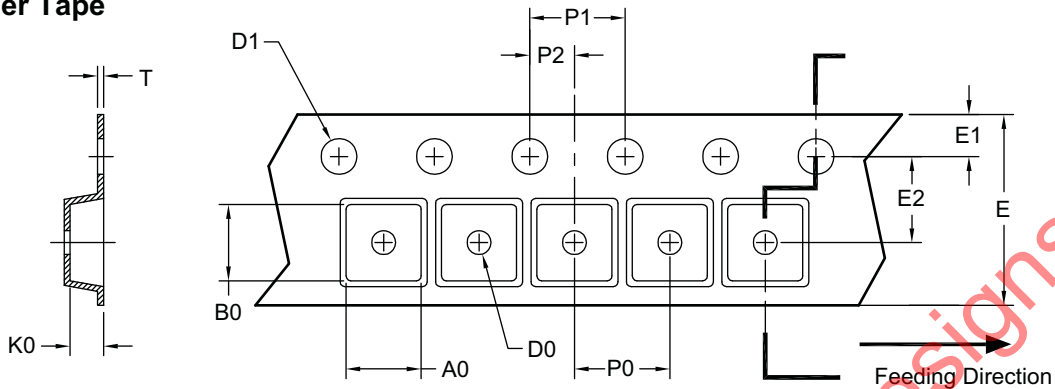 er Tape
P1
D1
P2
T
E1
E2
E
B0
D0
K0
A0
P0
Feeding Direction